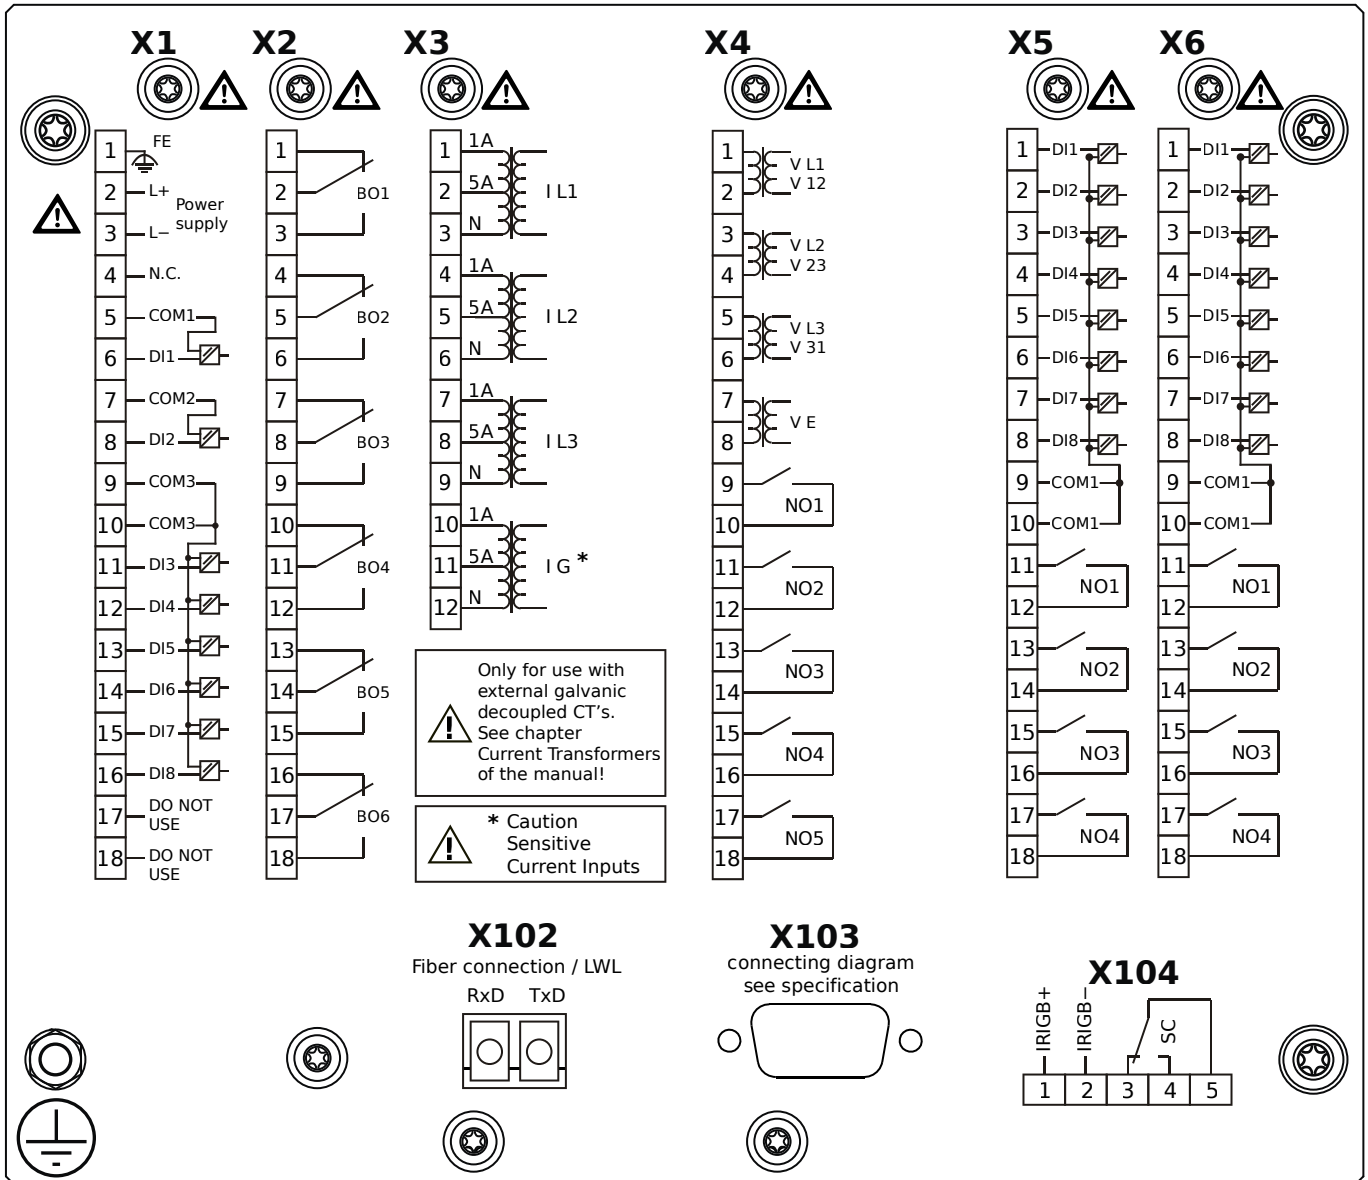 X1
1 FE
2 L+
Power
supply
3 L−
4 N.C.
5 COM1
6 DI1
7 COM2
8 DI2
9 COM3
10 COM3
11 DI3
12 DI4
13 DI5
14 DI6
15 DI7
16 DI8
17 DO NOT
USE
18 DO NOT
USE
X2
1
2 BO1
3
4
5 BO2
6
7
8 BO3
9
10
11 BO4
12
13
14 BO5
15
16
17 BO6
18
X3
1 1A
2 5A I L1
3 N
4 1A
5 5A I L2
6 N
7 1A
8 5A I L3
9 N
10 1A
11 5A I G *
12 N
Only for use with
external galvanic
decoupled CT's.
See chapter
Current Transformers
of the manual!
* Caution
Sensitive
Current Inputs
X4
1 V L1
2 V 12
3 V L2
4 V 23
5 V L3
6 V 31
7
V E
8
9
NO1
10
11
NO2
12
13
NO3
14
15
NO4
16
17
NO5
18
X5
1 DI1
2 DI2
3 DI3
4 DI4
5 DI5
6 DI6
7 DI7
8 DI8
9 COM1
10 COM1
11
NO1
12
13
NO2
14
15
NO3
16
17
NO4
18
X6
1 DI1
2 DI2
3 DI3
4 DI4
5 DI5
6 DI6
7 DI7
8 DI8
9 COM1
10 COM1
11
NO1
12
13
NO2
14
15
NO3
16
17
NO4
18
X102
Fiber connection / LWL
RxD TxD
X103
connecting diagram
see specification
X104
IRIGB+
IRIGB−
SC
1 2 3 4 5